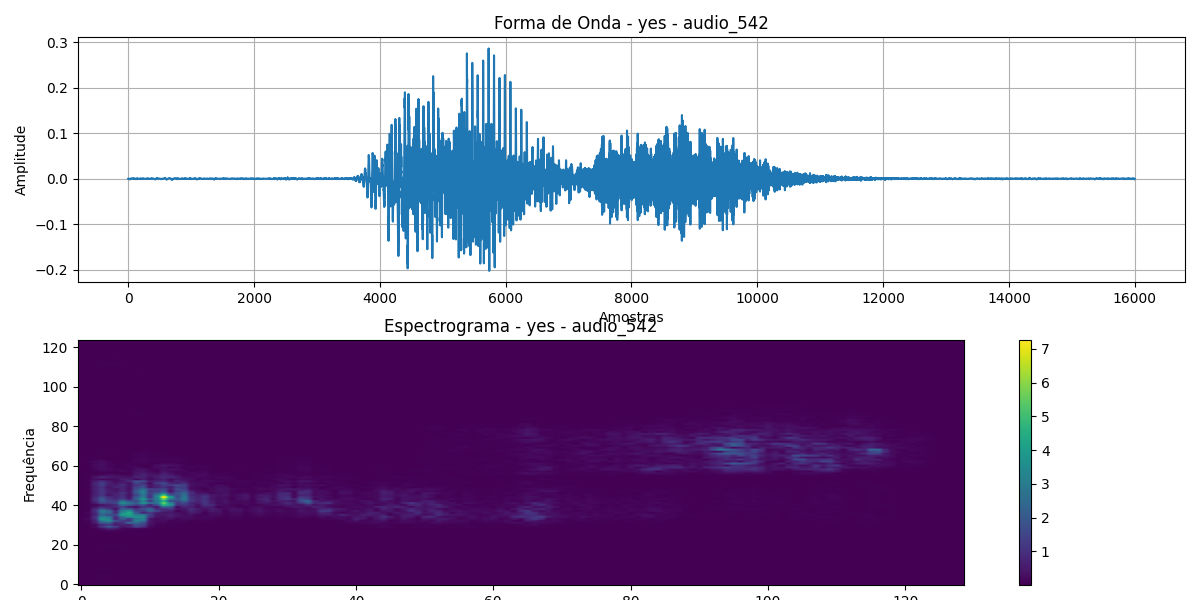 Forma de Onda - yes - audio_542
0.3
0.2
0.1
0.0
−0.1
−0.2
Amplitude
0 2000 4000 6000 8000 10000 12000 14000 16000
Amostras
Espectrograma - yes - audio_542
120
100
80
60
40
20
0
Frequência
0 20 40 60 80 100 120
7
6
5
4
3
2
1